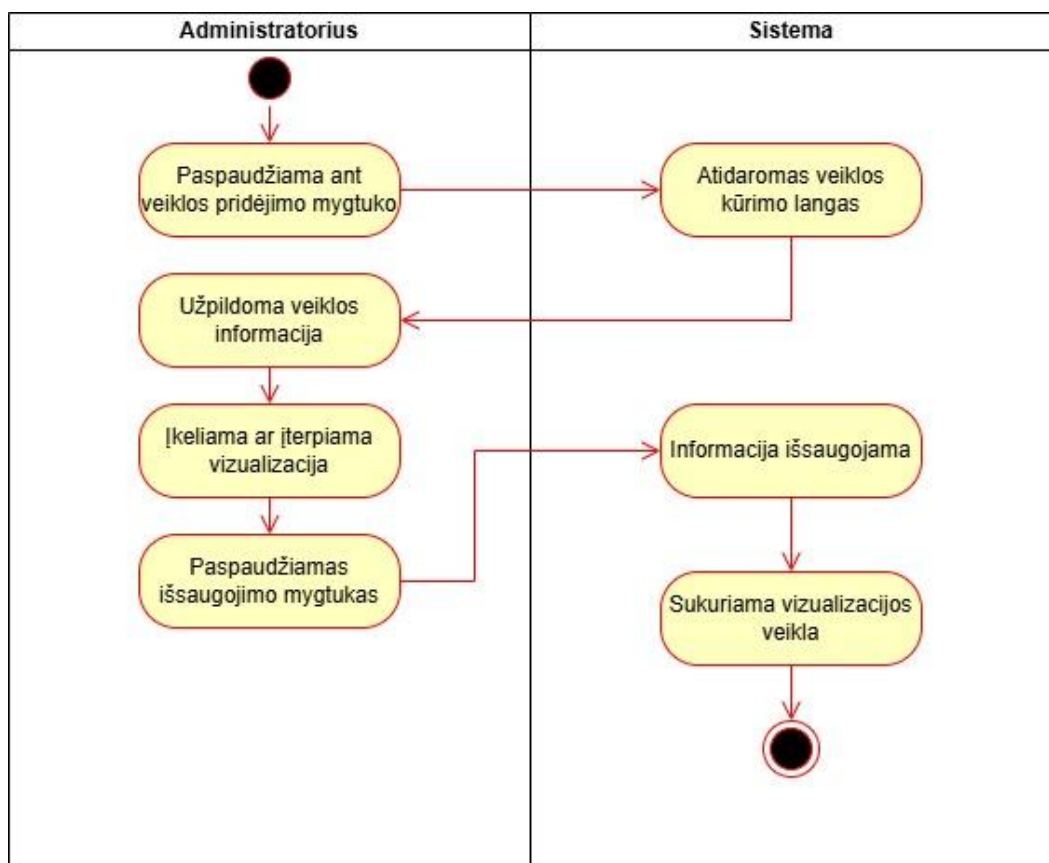 Administratorius
Sistema
Paspaudžiama ant
veiklos pridėjimo mygtuko
Atidaromas veiklos
kūrimo langas
Užpildoma veiklos
informacija
Įkeliama ar įterpiama
vizualizacija
Informacija išsaugojama
Paspaudžiamas
išsaugojimo mygtukas
Sukuriama vizualizacijos
veikla